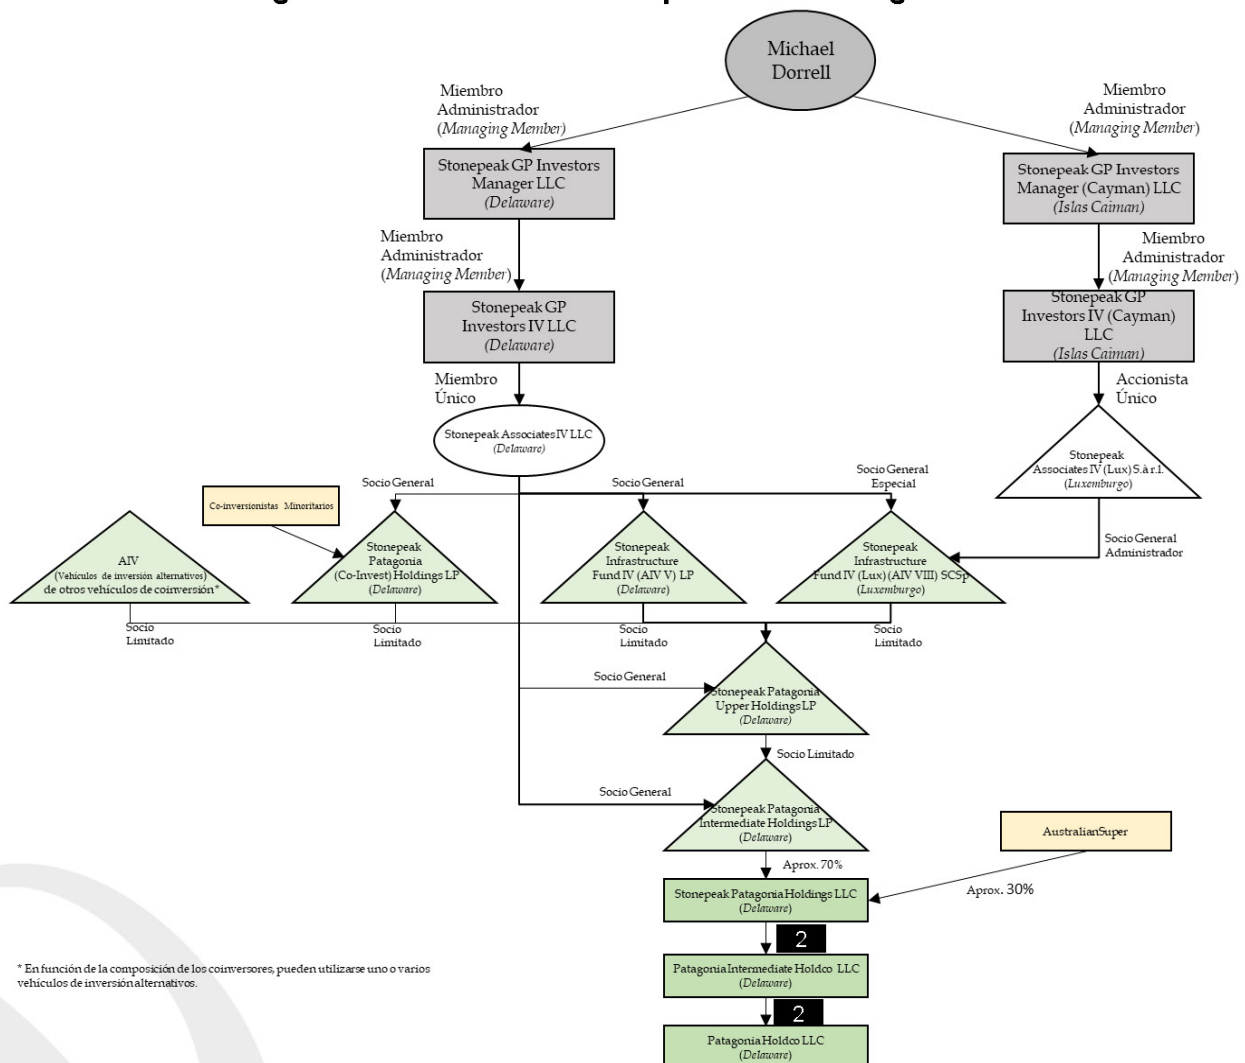 Michael
Dorrell
Miembro
Administrador
(Managing Member)
Miembro
Administrador
(Managing Member)
Stonepeak GP Investors
Manager LLC
(Delaware)
Stonepeak GP Investors
Manager (Cayman) LLC
(Islas Caiman)
Miembro
Administrador
(Managing Member)
Miembro
Administrador
(Managing Member)
Stonepeak GP
Investors IV LLC
(Delaware)
Stonepeak GP
Investors IV (Cayman)
LLC
(Islas Caiman)
Miembro
Único
Accionista
Único
Stonepeak Associates IV LLC
(Delaware)
Stonepeak
Associates IV (Lux) S.à r.l.
(Luxemburgo)
Socio General
Socio General
Socio General
Especial
Co-inversionistas Minoritarios
Socio General
Administrador
AIV
(Vehículos de inversión alternativos)
de otros vehículos de coinversión*
Stonepeak
Patagonia
(Co-Invest) Holdings LP
(Delaware)
Stonepeak
Infrastructure
Fund IV (AIV V) LP
(Delaware)
Stonepeak
Infrastructure
Fund IV (Lux) (AIV VIII) SCSp
(Luxemburgo)
Socio
Limitado
Socio
Limitado
Socio
Limitado
Socio
Limitado
Socio General
Stonepeak Patagonia
Upper Holdings LP
(Delaware)
Socio Limitado
Socio General
Stonepeak Patagonia
Intermediate Holdings LP
(Delaware)
AustralianSuper
Aprox. 70%
Aprox. 30%
Stonepeak Patagonia Holdings LLC
(Delaware)
2
Patagonia Intermediate Holdco LLC
(Delaware)
2
Patagonia Holdco LLC
(Delaware)
* En función de la composición de los coinversores, pueden utilizarse uno o varios
vehículos de inversión alternativos.